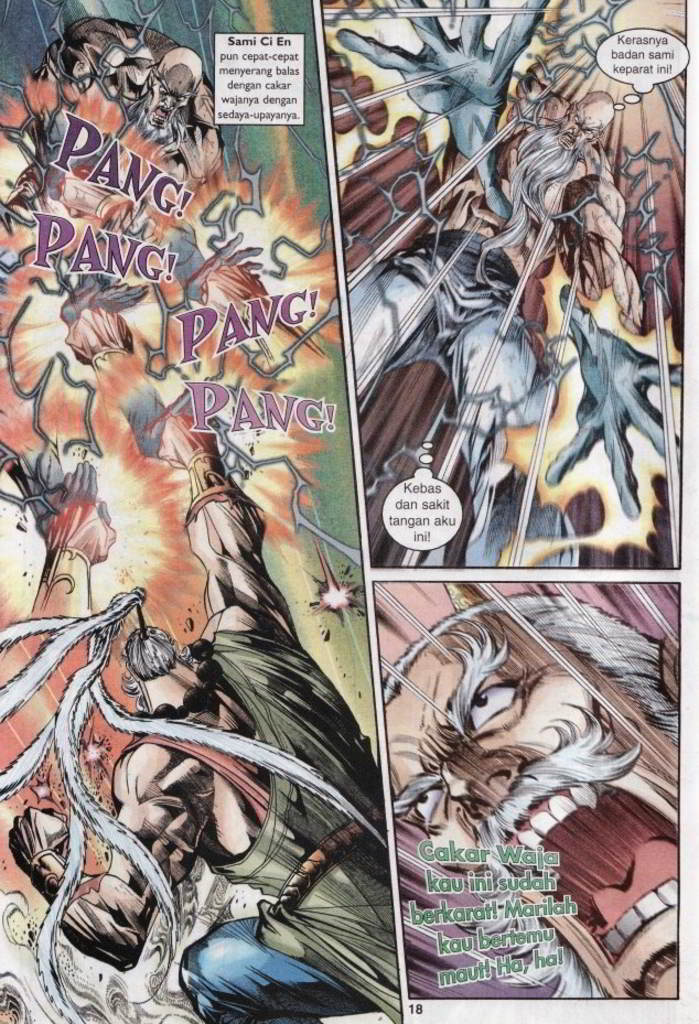 Sami Ci En
pun cepat-cepat
menyerang balas
dengan cakar
wajanya dengan
sedaya-upayanya.
PANG!
PANG!
PANG!
PANG!
Kerasnya
badan sami
keparat ini!
Kebas
dan sakit
tangan aku
ini!
Cakar Waja
kau ini sudah
berkarat! Marilah
kau bertemu
maut! Ha, ha!
18